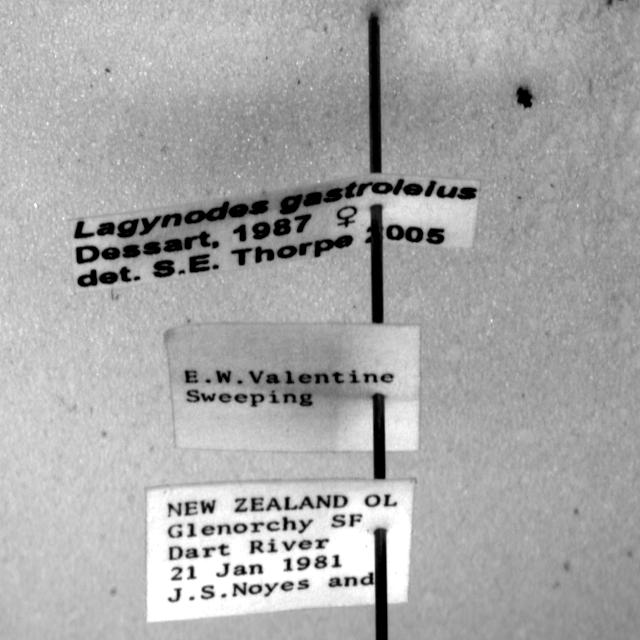 Lagynodes gastroleius
Dessart, 1987 ♀ 2005
det. S.E. Thorpe
E.W.Valentine
Sweeping
NEW ZEALAND OL
Glenorchy SF
Dart River
21 Jan 1981
J.S.Noyes and